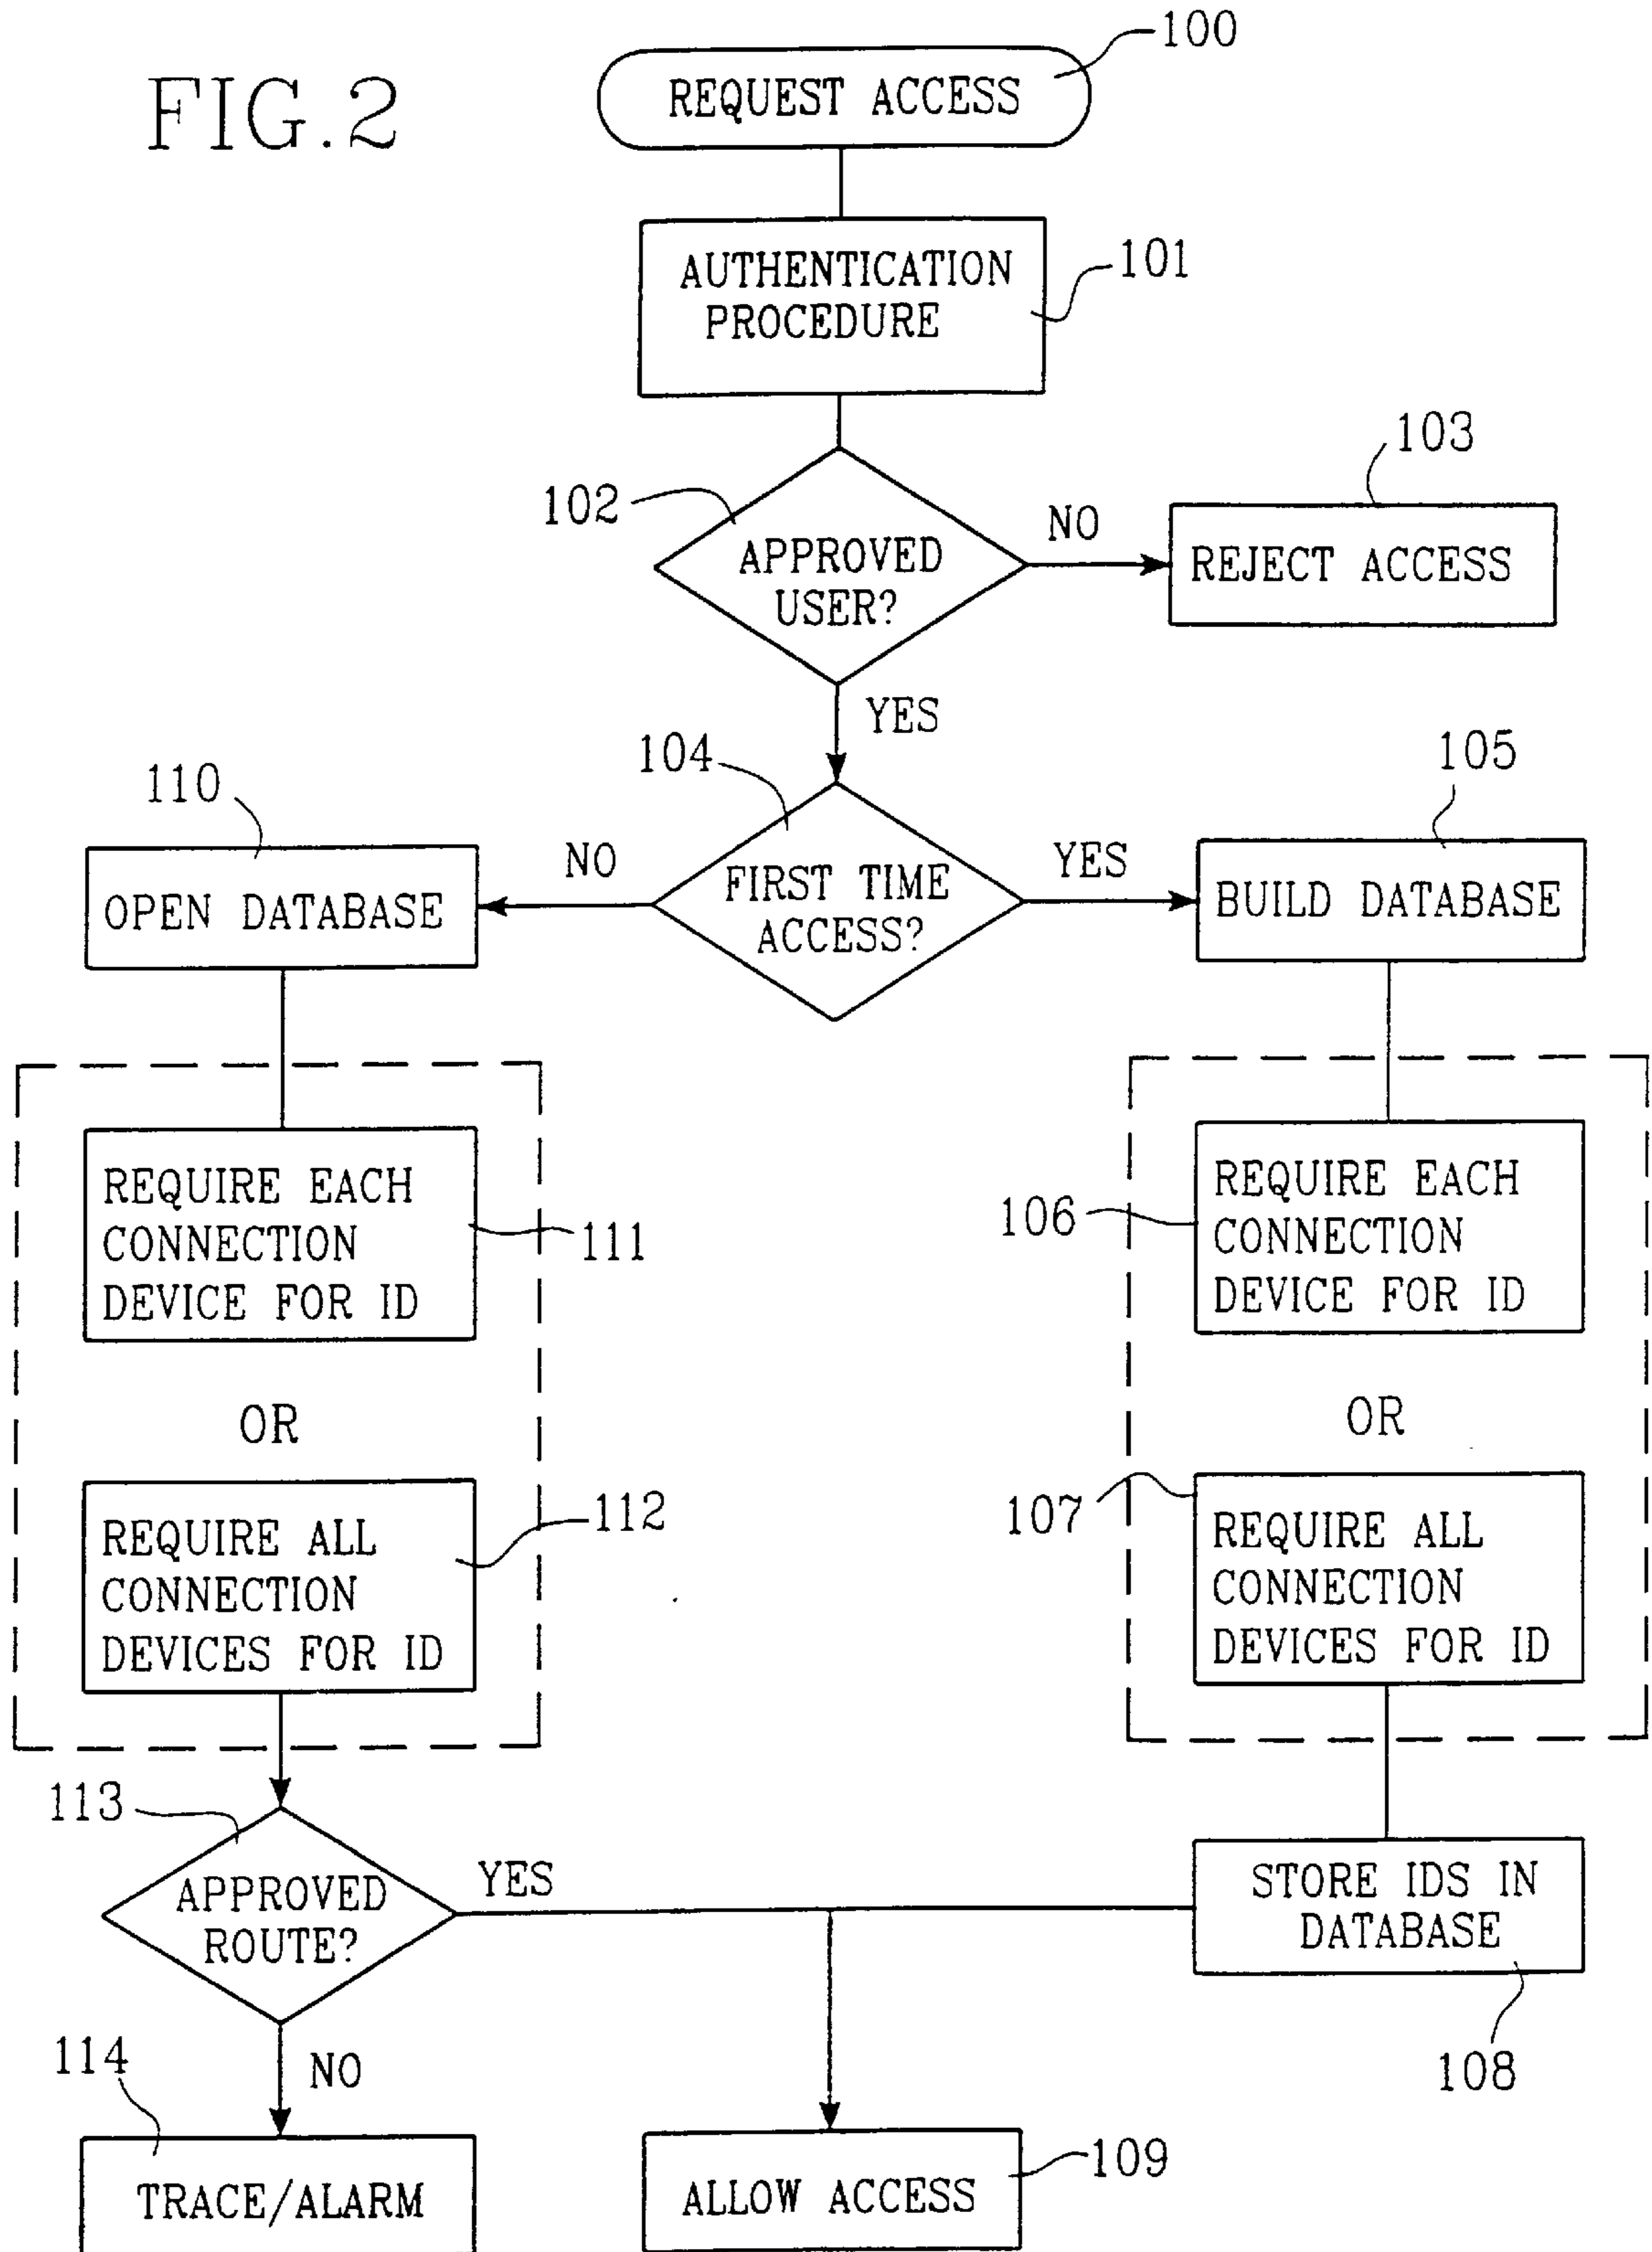 FIG.2
100
REQUEST ACCESS
AUTHENTICATION
PROCEDURE
101
102
APPROVED
USER?
NO
103
REJECT ACCESS
YES
104
FIRST TIME
ACCESS?
NO
110
OPEN DATABASE
YES
105
BUILD DATABASE
REQUIRE EACH
CONNECTION
DEVICE FOR ID
111
OR
REQUIRE ALL
CONNECTION
DEVICES FOR ID
112
106
REQUIRE EACH
CONNECTION
DEVICE FOR ID
OR
107
REQUIRE ALL
CONNECTION
DEVICES FOR ID
113
APPROVED
ROUTE?
YES
STORE IDS IN
DATABASE
108
NO
114
TRACE/ALARM
ALLOW ACCESS
109